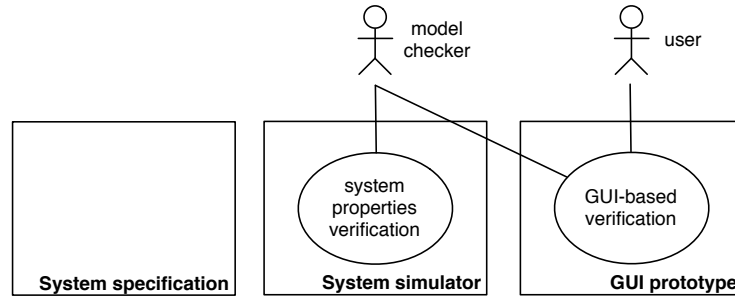 model
checker
user
system
properties
verification
GUI-based
verification
System specification
System simulator
GUI prototype